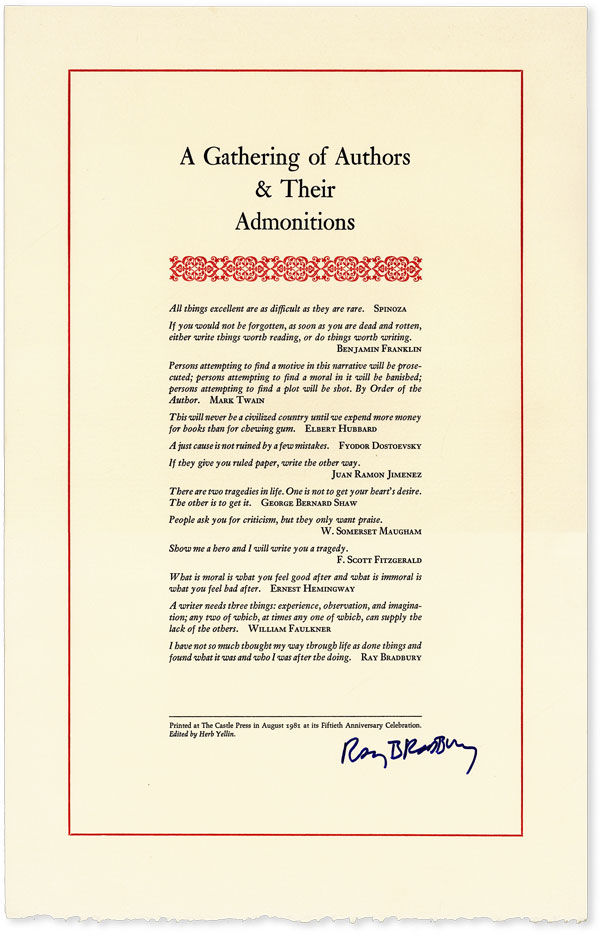 A Gathering of Authors
& Their
Admonitions
All things excellent are as difficult as they are rare. SPINOZA
If you would not be forgotten, as soon as you are dead and rotten,
either write things worth reading, or do things worth writing.
BENJAMIN FRANKLIN
Persons attempting to find a motive in this narrative will be prose-
cuted; persons attempting to find a moral in it will be banished;
persons attempting to find a plot will be shot. By Order of the
Author. MARK TWAIN
This will never be a civilized country until we expend more money
for books than for chewing gum. ELBERT HUBBARD
A just cause is not ruined by a few mistakes. FYODOR DOSTOEVSKY
If they give you ruled paper, write the other way.
JUAN RAMON JIMENEZ
There are two tragedies in life. One is not to get your heart's desire.
The other is to get it. GEORGE BERNARD SHAW
People ask you for criticism, but they only want praise.
W. SOMERSET MAUGHAM
Show me a hero and I will write you a tragedy.
F. SCOTT FITZGERALD
What is moral is what you feel good after and what is immoral is
what you feel bad after. ERNEST HEMINGWAY
A writer needs three things: experience, observation, and imagina-
tion; any two of which, at times any one of which, can supply the
lack of the others. WILLIAM FAULKNER
I have not so much thought my way through life as done things and
found what it was and who I was after the doing. RAY BRADBURY
Printed at The Castle Press in August 1981 at its Fiftieth Anniversary Celebration.
Edited by Herb Yellin.
Ray Bradbury